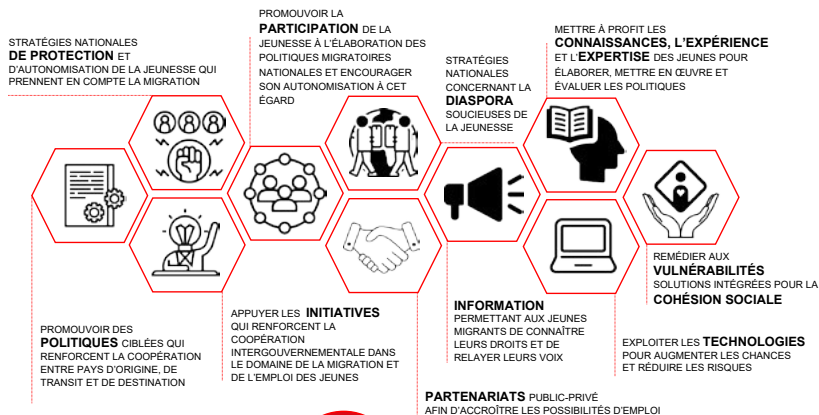 STRATÉGIES NATIONALES
DE PROTECTION ET
D'AUTONOMISATION DE LA JEUNESSE QUI
PRENNENT EN COMPTE LA MIGRATION
PROMOUVOIR LA
PARTICIPATION DE LA
JEUNESSE À L'ÉLABORATION DES
POLITIQUES MIGRATOIRES
NATIONALES ET ENCOURAGER
SON AUTONOMISATION À CET
ÉGARD
STRATÉGIES
NATIONALES
CONCERNANT LA
DIASPORA
SOUCIEUSES DE
LA JEUNESSE
METTRE À PROFIT LES
CONNAISSANCES, L'EXPÉRIENCE
ET L'EXPERTISE DES JEUNES POUR
ÉLABORER, METTRE EN ŒUVRE ET
ÉVALUER LES POLITIQUES
REMÉDIER AUX
VULNÉRABILITÉS
SOLUTIONS INTÉGRÉES POUR LA
COHÉSION SOCIALE
PROMOUVOIR DES
POLITIQUES CIBLÉES QUI
RENFORCENT LA COOPÉRATION
ENTRE PAYS D'ORIGINE, DE
TRANSIT ET DE DESTINATION
APPUYER LES INITIATIVES
QUI RENFORCENT LA
COOPÉRATION
INTERGOUVERNEMENTALE DANS
LE DOMAINE DE LA MIGRATION ET
DE L'EMPLOI DES JEUNES
INFORMATION
PERMETTANT AUX JEUNES
MIGRANTS DE CONNAÎTRE
LEURS DROITS ET DE
RELAYER LEURS VOIX
EXPLOITER LES TECHNOLOGIES
POUR AUGMENTER LES CHANCES
ET RÉDUIRE LES RISQUES
PARTENARIATS PUBLIC-PRIVÉ
AFIN D'ACCROÎTRE LES POSSIBILITÉS D'EMPLOI